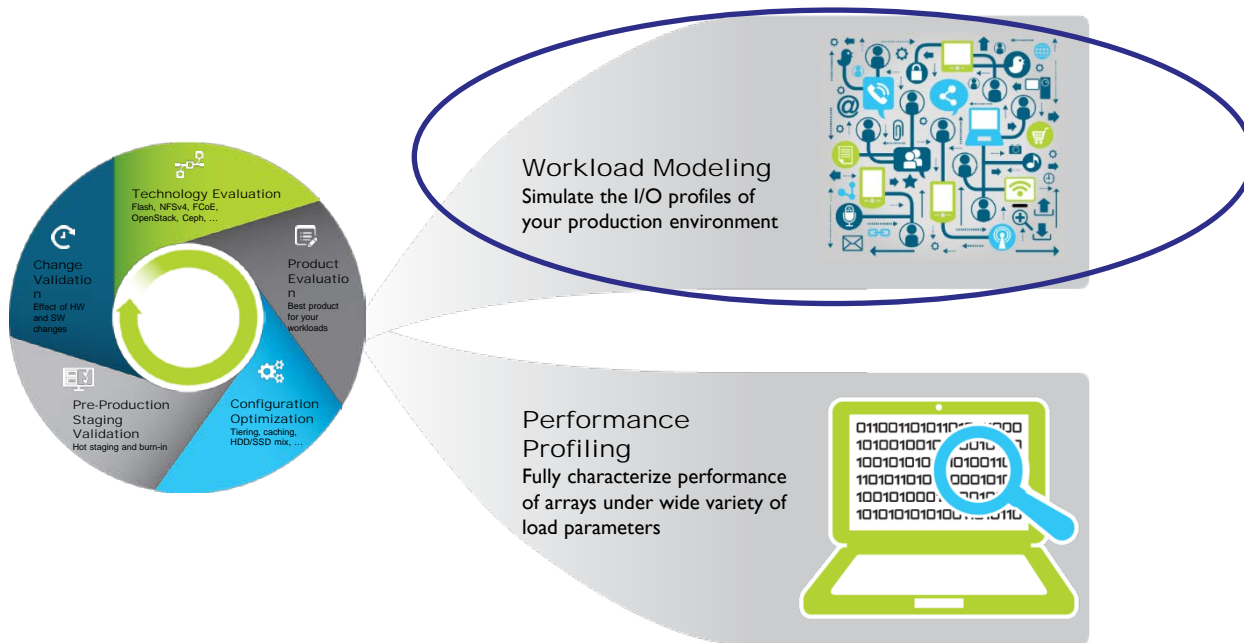 Technology Evaluation
Flash, NFSv4, FCoE,
OpenStack, Ceph, ...
Product
Evaluatio
n
Best product
for your
workloads
Configuration
Optimization
Tiering, caching,
HDD/SSD mix, ...
Pre-Production
Staging
Validation
Hot staging and burn-in
Change
Validatio
n
Effect of HW
and SW
changes
Workload Modeling
Simulate the I/O profiles of
your production environment
@
Performance
Profiling
Fully characterize performance
of arrays under wide variety of
load parameters